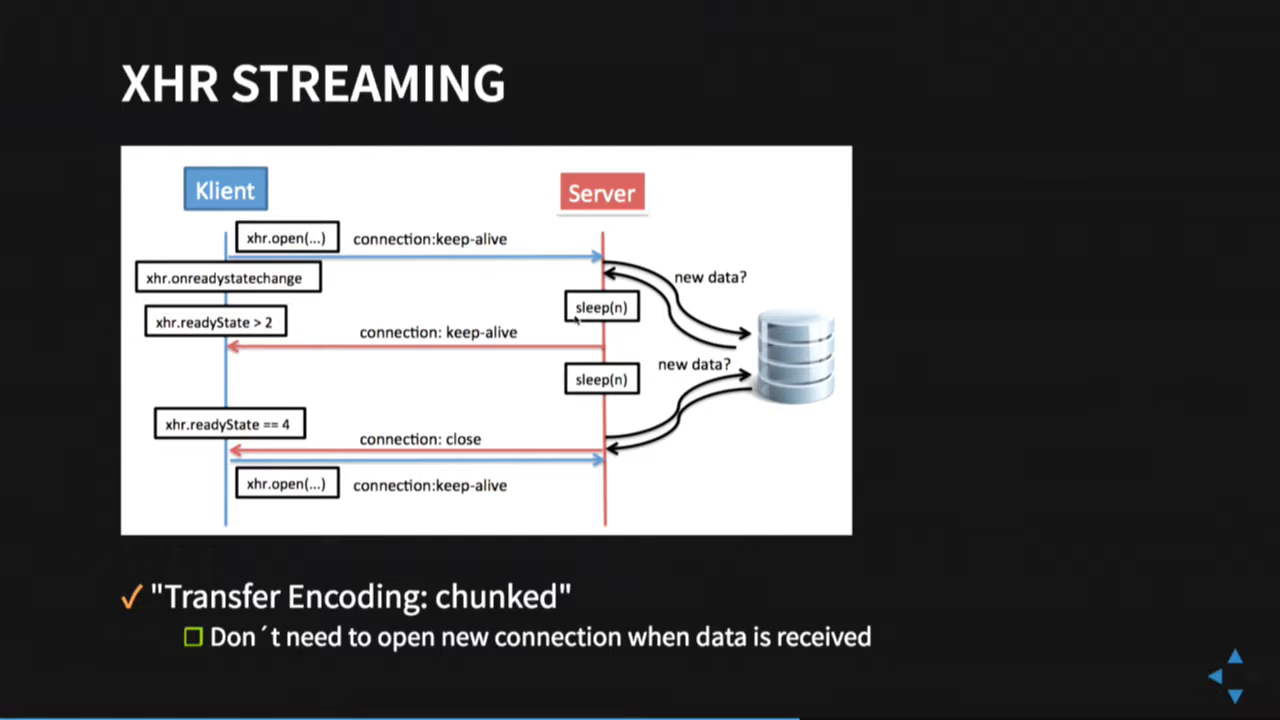 XHR STREAMING
Klient
Server
xhr.open(...)
connection:keep-alive
xhr.onreadystatechange
new data?
sleep(n)
xhr.readyState > 2
connection: keep-alive
new data?
sleep(n)
xhr.readyState == 4
connection: close
xhr.open(...)
connection:keep-alive
✓ "Transfer Encoding: chunked"
Don´t need to open new connection when data is received